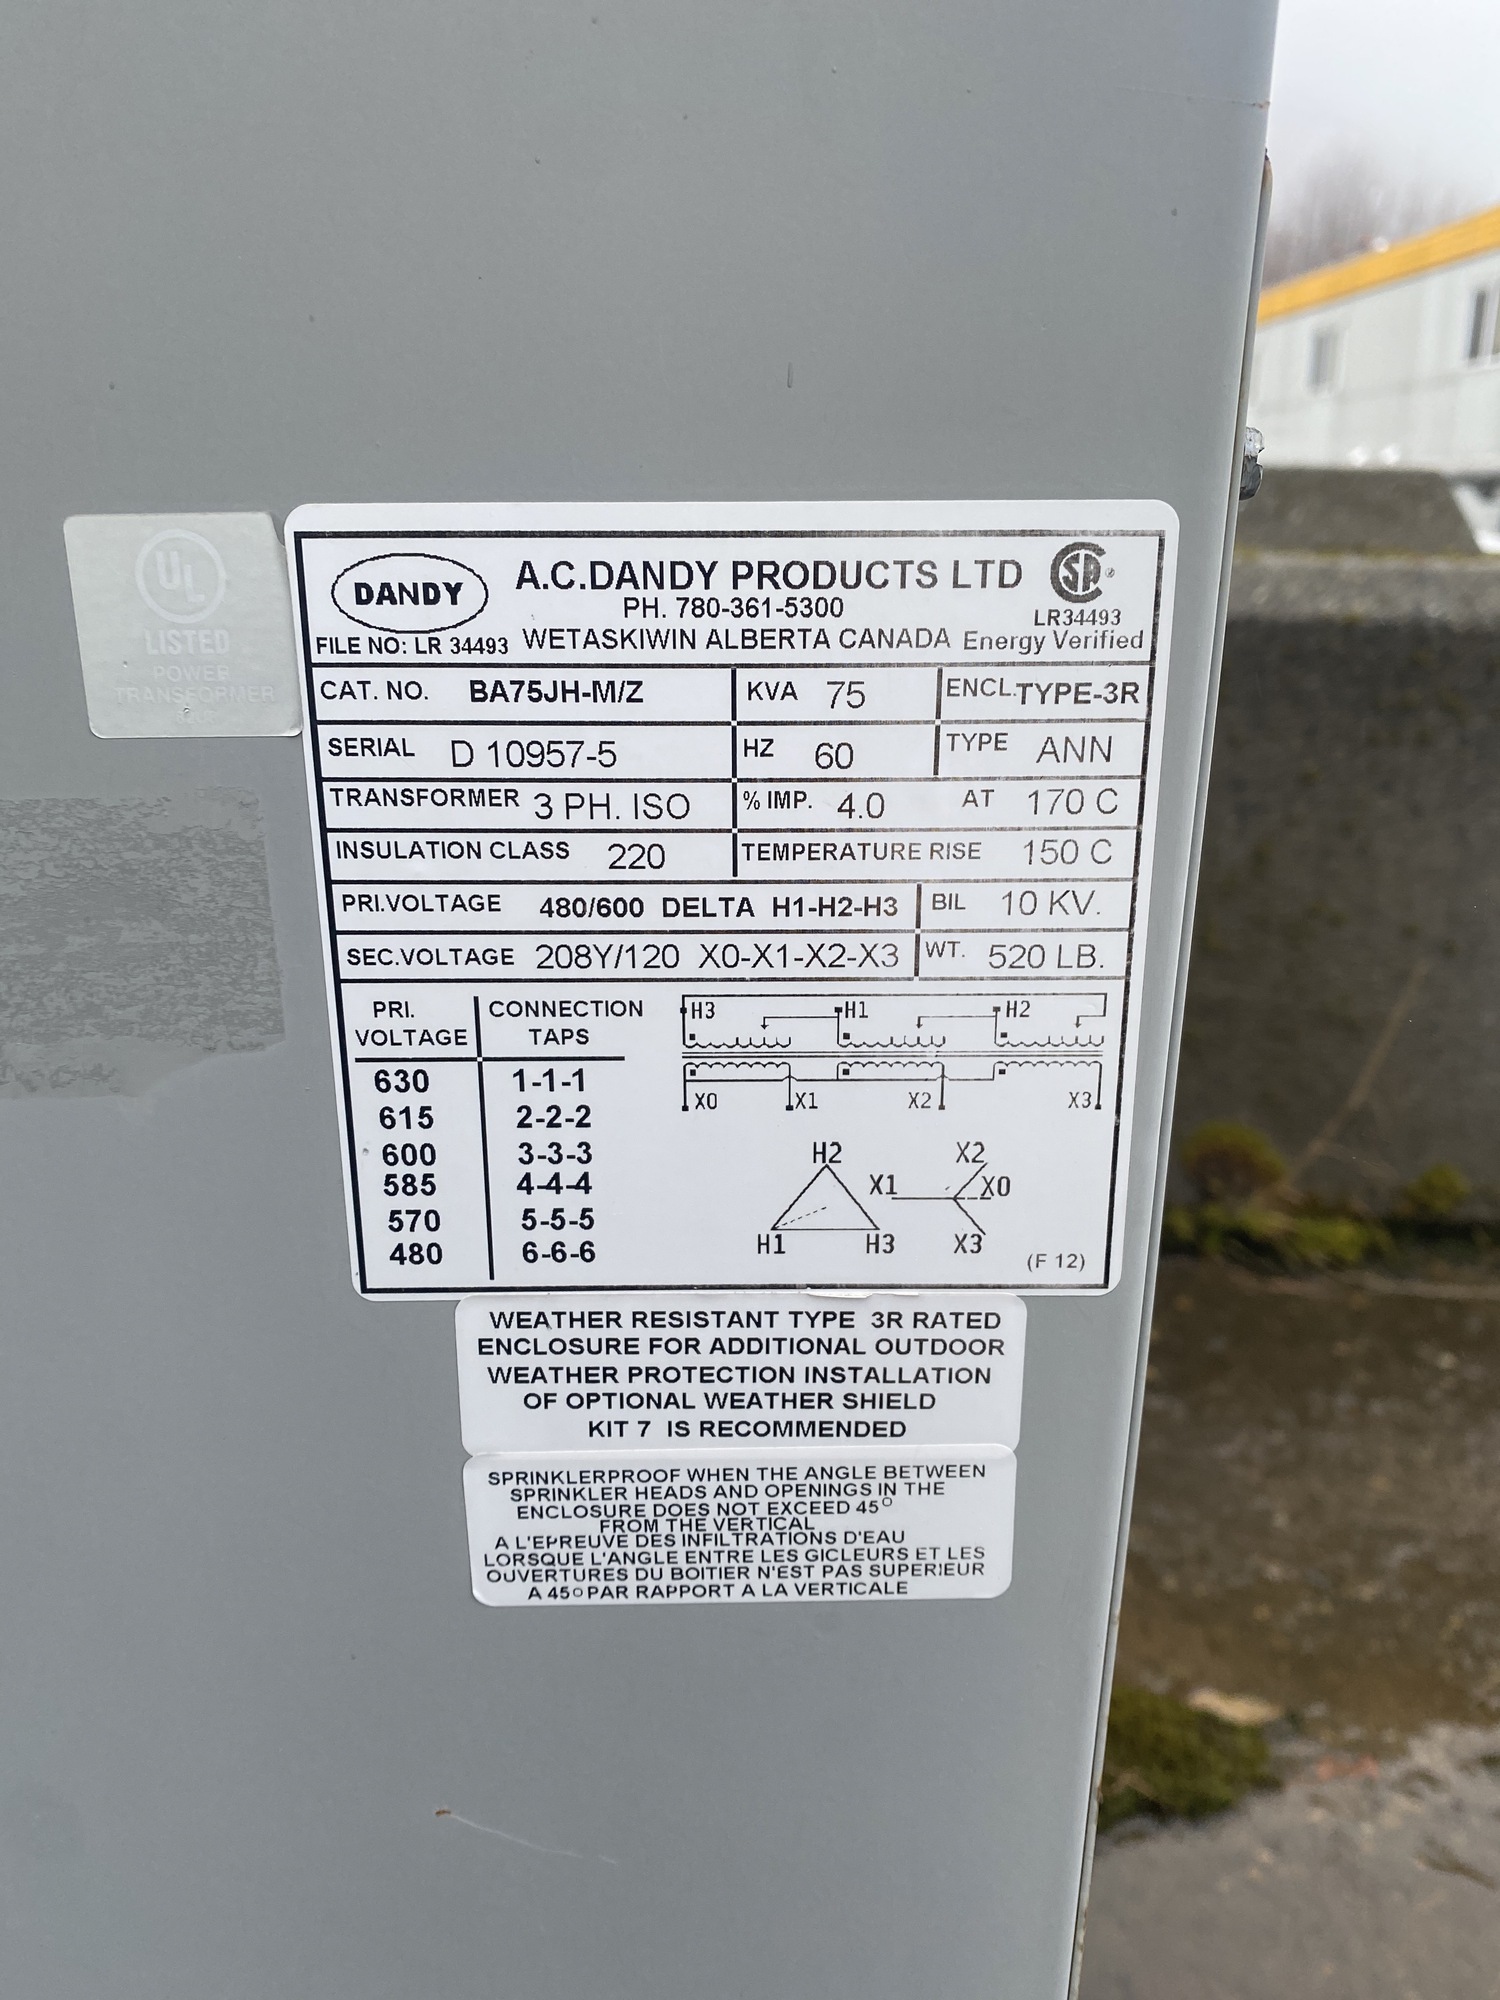 UL
LISTED
POWER
TRANSFORMER
DANDY
A.C.DANDY PRODUCTS LTD
PH. 780-361-5300
LR34493
FILE NO: LR 34493 WETASKIWIN ALBERTA CANADA Energy Verified
CAT. NO. BA75JH-M/Z KVA 75 ENCL.TYPE-3R
SERIAL D 10957-5 HZ 60 TYPE ANN
TRANSFORMER 3 PH. ISO % IMP. 4.0 AT 170 C
INSULATION CLASS 220 TEMPERATURE RISE 150 C
PRI.VOLTAGE 480/600 DELTA H1-H2-H3 BIL 10 KV.
SEC.VOLTAGE 208Y/120 X0-X1-X2-X3 WT. 520 LB.
PRI. CONNECTION
VOLTAGE TAPS
630 1-1-1
615 2-2-2
600 3-3-3
585 4-4-4
570 5-5-5
480 6-6-6
H3 H1 H2
X0 X1 X2 X3
H2 X2
X1 X0
H1 H3 X3
(F 12)
WEATHER RESISTANT TYPE 3R RATED
ENCLOSURE FOR ADDITIONAL OUTDOOR
WEATHER PROTECTION INSTALLATION
OF OPTIONAL WEATHER SHIELD
KIT 7 IS RECOMMENDED
SPRINKLERPROOF WHEN THE ANGLE BETWEEN
SPRINKLER HEADS AND OPENINGS IN THE
ENCLOSURE DOES NOT EXCEED 45°
FROM THE VERTICAL
A L'EPREUVE DES INFILTRATIONS D'EAU
LORSQUE L'ANGLE ENTRE LES GICLEURS ET LES
OUVERTURES DU BOITIER N'EST PAS SUPERIEUR
A 45° PAR RAPPORT A LA VERTICALE